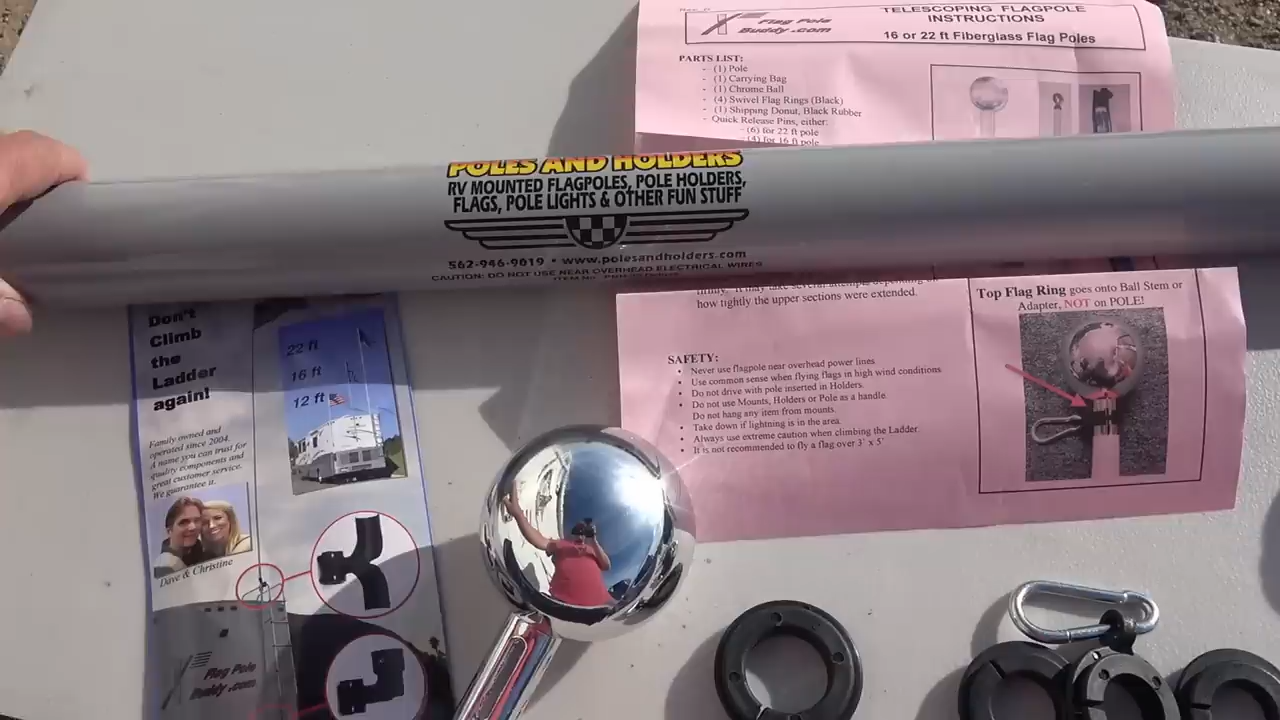 Flag Pole
Buddy.com
TELESCOPING FLAGPOLE
INSTRUCTIONS
16 or 22 ft Fiberglass Flag Poles
PARTS LIST:
- (1) Pole
- (1) Carrying Bag
- (1) Chrome Ball
- (4) Swivel Flag Rings (Black)
- (1) Shipping Donut, Black Rubber
- Quick Release Pins, either:
- (6) for 22 ft pole
- (4) for 16 ft pole
POLES AND HOLDERS
RV MOUNTED FLAGPOLES, POLE HOLDERS,
FLAGS, POLE LIGHTS & OTHER FUN STUFF
562-946-9619 • www.polesandholders.com
CAUTION: DO NOT USE NEAR OVERHEAD ELECTRICAL WIRES
how tightly the upper sections were extended.
SAFETY:
• Never use flagpole near overhead power lines
• Use common sense when flying flags in high wind conditions
• Do not drive with pole inserted in Holders.
• Do not use Mounts, Holders or Pole as a handle.
Do not hang any item from mounts.
• Take down if lightning is in the area.
• Always use extreme caution when climbing the Ladder.
• It is not recommended to fly a flag over 3' x 5'
Top Flag Ring goes onto Ball Stem or
Adapter, NOT on POLE!
Don't
Climb
the
Ladder
again!
22 ft
16 ft
12 ft
Family owned and
operated since 2004.
A name you can trust for
quality components and
great customer service.
We guarantee it.
Dave & Christine
Flag Pole
Buddy.com